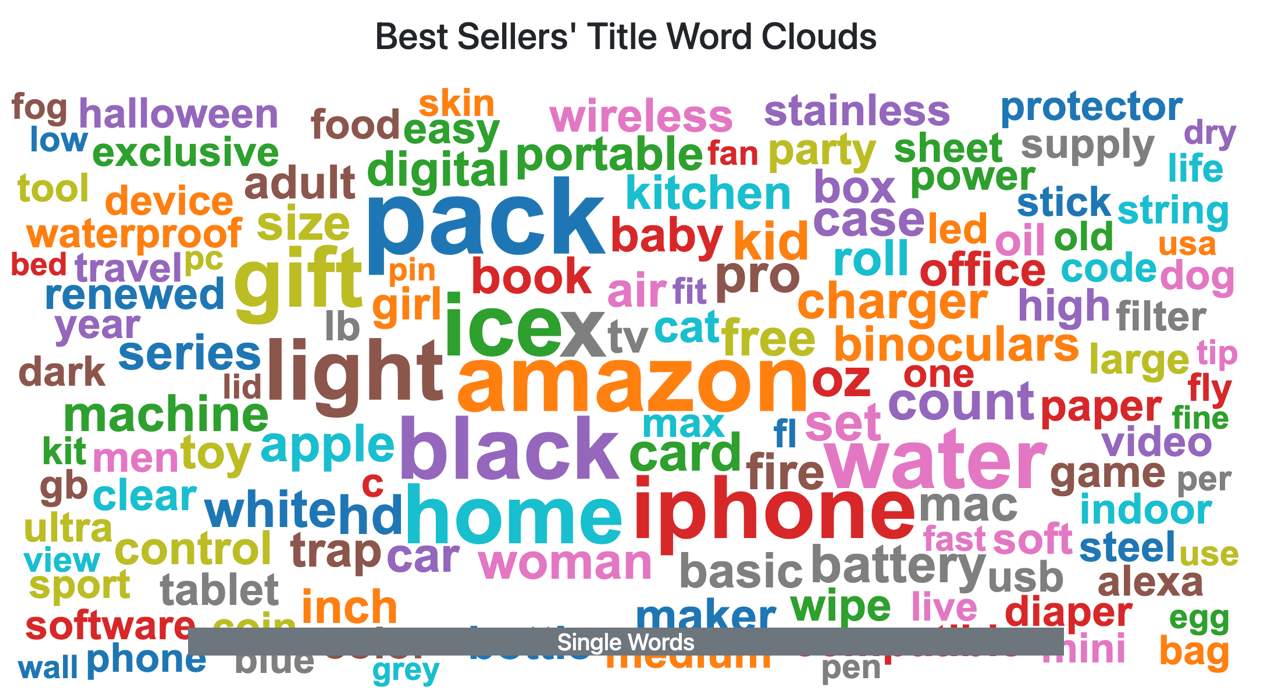 Best Sellers' Title Word Clouds
fog halloween food skin easy wireless stainless protector
low exclusive digital portable fan party sheet supply dry
tool device adult kitchen box power life
waterproof size pack baby kid case led stick string
bed travel pc gift pin book air fit pro roll office oil old code usa dog
renewed girl charger high filter
year lb ice x tv cat free binoculars large tip
dark series lid light amazon oz one fly
machine max fl set count paper fine
kit men toy apple black card fire water video
gb clear c game per
ultra white hd home iphone mac indoor
view control trap car woman fast soft steel use
sport tablet basic battery usb alexa
software coin inch maker wipe live diaper egg
Single Words
wall phone blue grey bottle medium pen mini bag